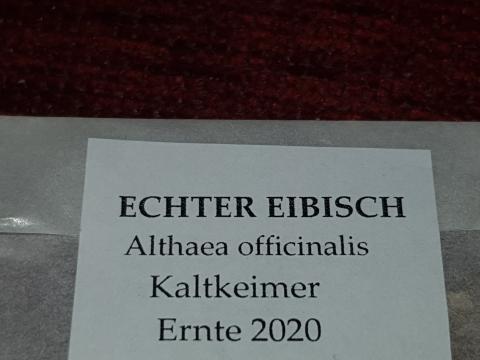 ECHTER EIBISCH
Althaea officinalis
Kaltkeimer
Ernte 2020